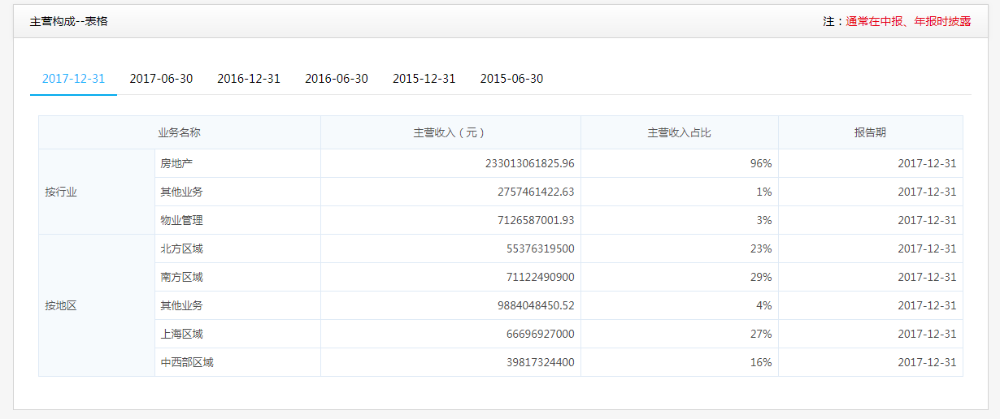 主营构成--表格
注：通常在中报、年报时披露
2017-12-31 2017-06-30 2016-12-31 2016-06-30 2015-12-31 2015-06-30
业务名称 主营收入（元） 主营收入占比 报告期
按行业 房地产 233013061825.96 96% 2017-12-31
其他业务 2757461422.63 1% 2017-12-31
物业管理 7126587001.93 3% 2017-12-31
按地区 北方区域 55376319500 23% 2017-12-31
南方区域 71122490900 29% 2017-12-31
其他业务 9884048450.52 4% 2017-12-31
上海区域 66696927000 27% 2017-12-31
中西部区域 39817324400 16% 2017-12-31